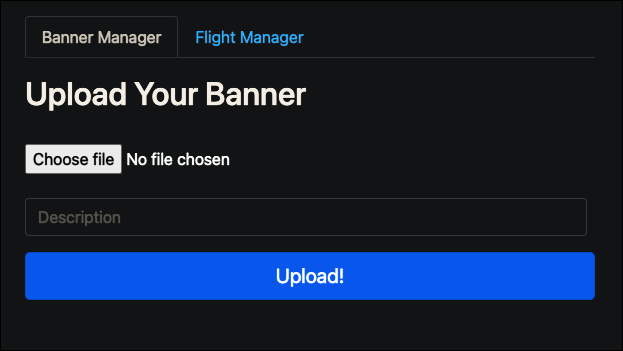 Banner Manager Flight Manager
Upload Your Banner
Choose file No file chosen
Description
Upload!